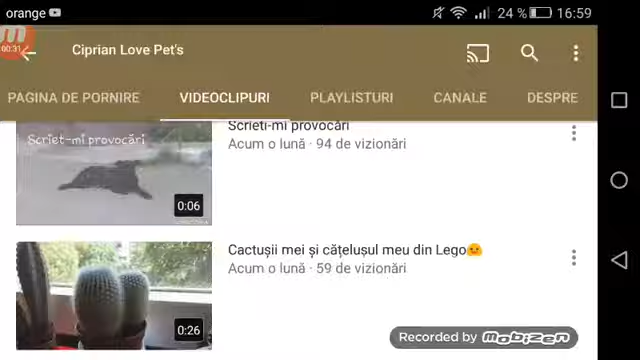 orange
24 %
16:59
00:31
Ciprian Love Pet's
PAGINA DE PORNIRE
VIDEOCLIPURI
PLAYLISTURI
CANALE
DESPRE
Scriet-mi provocări
0:06
Scrieti-mi provocări
Acum o lună · 94 de vizionări
0:26
Cactușii mei și cățelușul meu din Lego
Acum o lună · 59 de vizionări
Recorded by mobizen